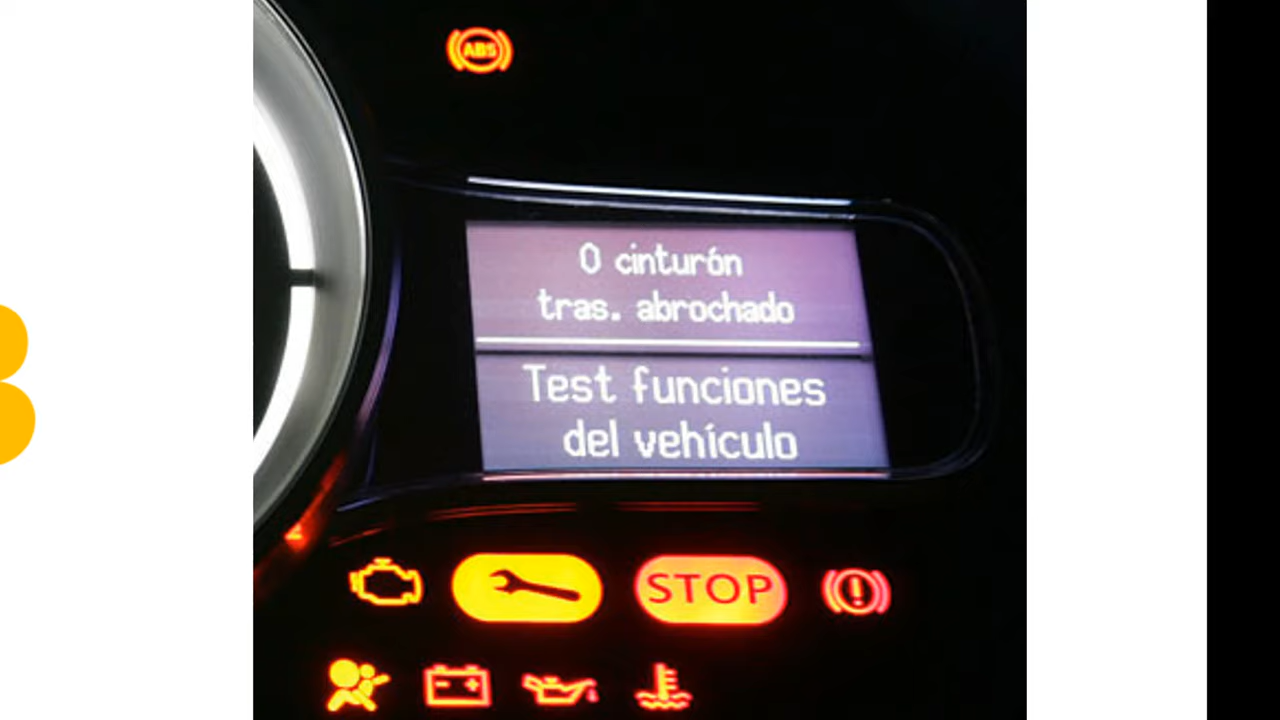 ABS
0 cinturón
tras. abrochado
Test funciones
del vehículo
STOP